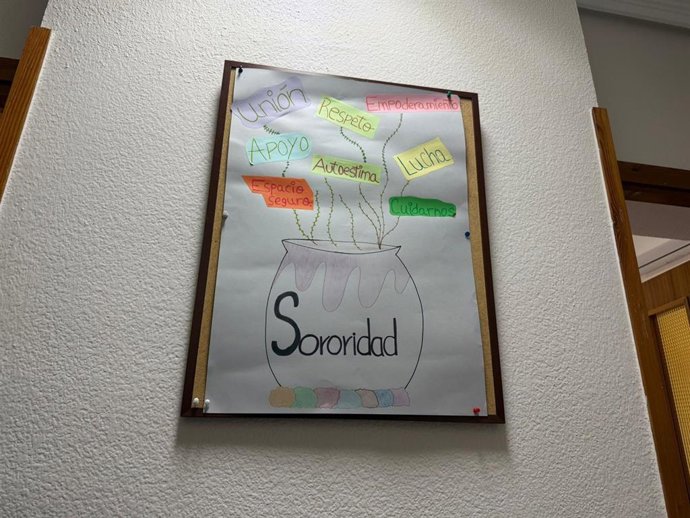 Unión
Respeto
Empoderamiento
Apoyo
Autoestima
Lucha
Espacio
seguro
Cuidarnos
Sororidad